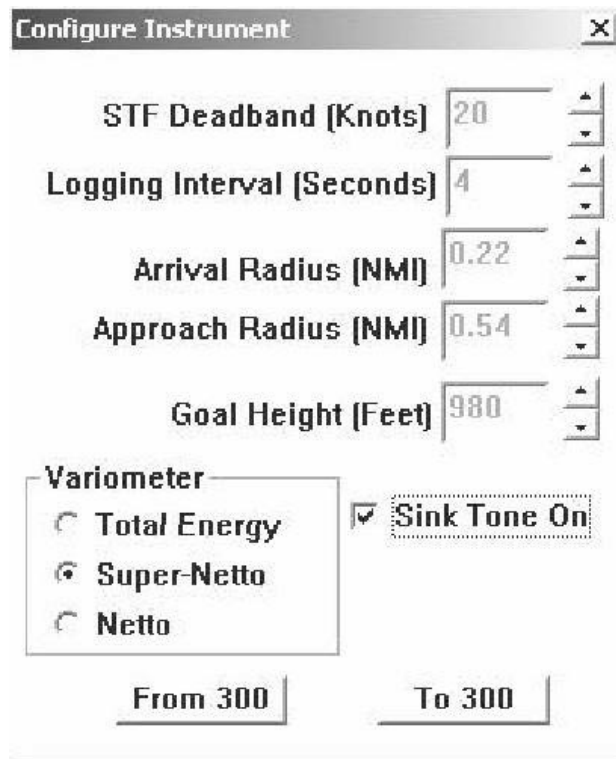 Configure Instrument
STF Deadband (Knots) 20
Logging Interval (Seconds) 4
Arrival Radius (NMI) 0.22
Approach Radius (NMI) 0.54
Goal Height (Feet) 980
Variometer
Total Energy
Super-Netto
Netto
Sink Tone On
From 300
To 300